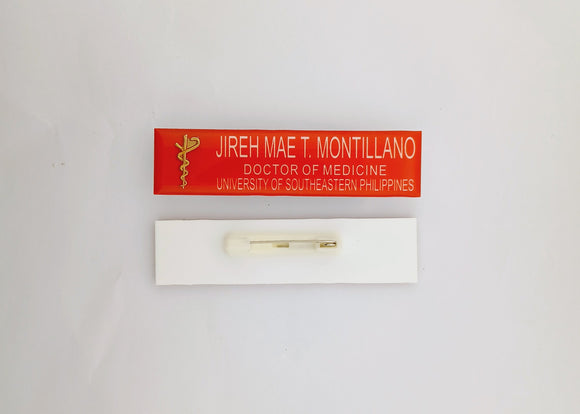 JIREH MAE T. MONTILLANO
DOCTOR OF MEDICINE
UNIVERSITY OF SOUTHEASTERN PHILIPPINES